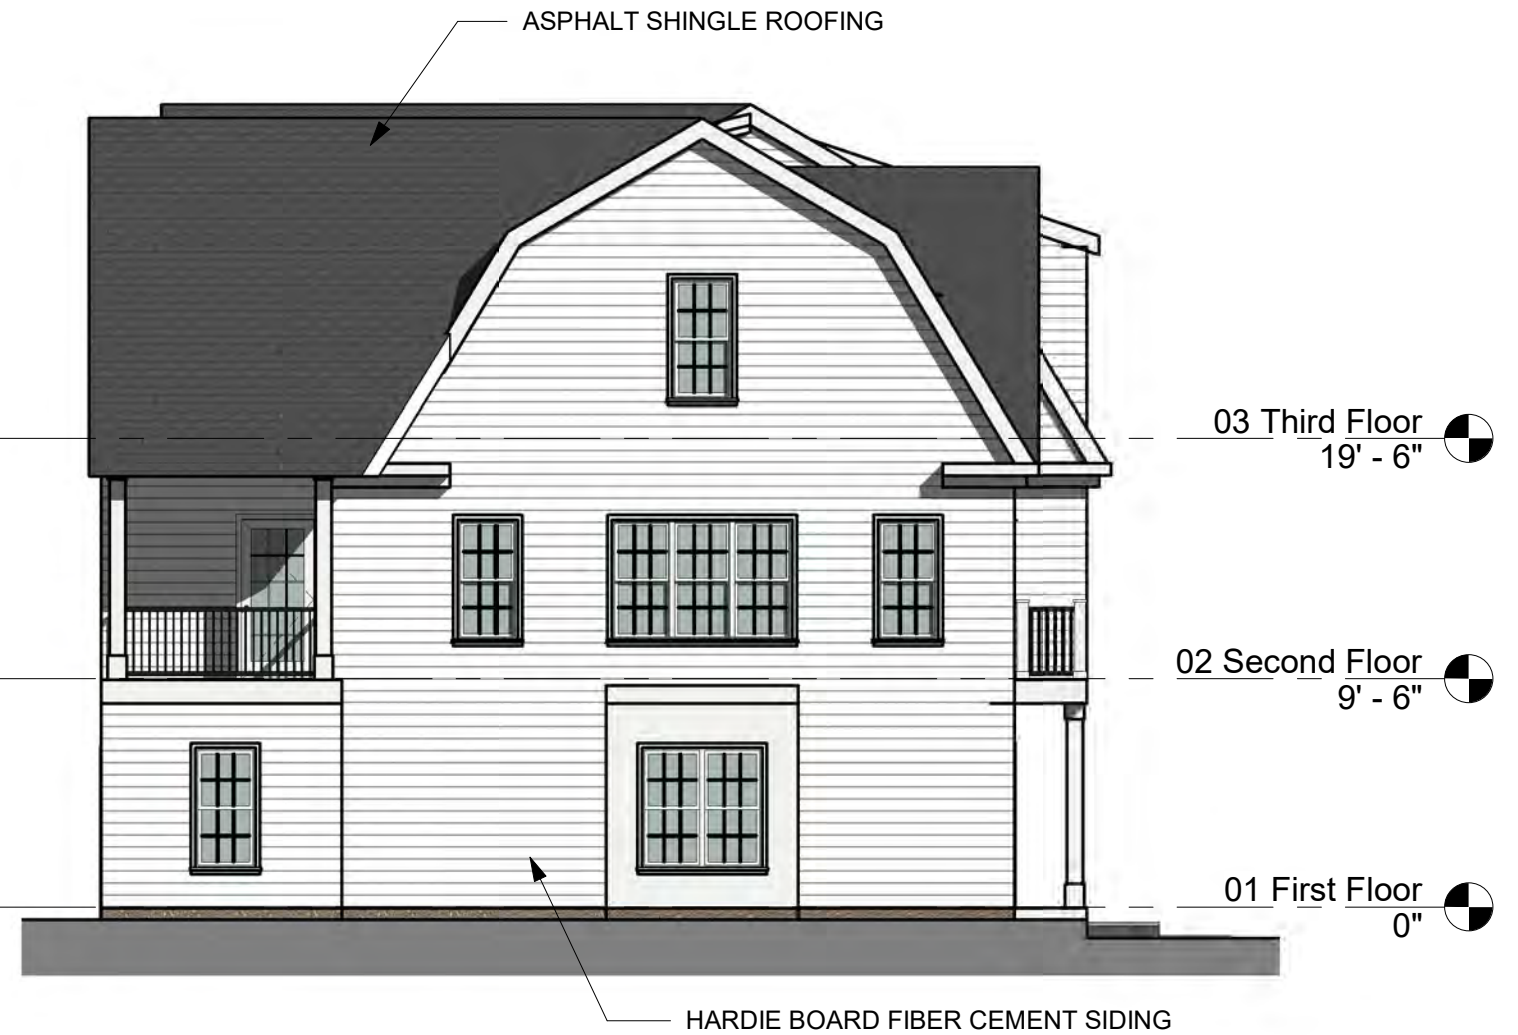 ASPHALT SHINGLE ROOFING
03 Third Floor
19' - 6"
02 Second Floor
9' - 6"
01 First Floor
0"
HARDIE BOARD FIBER CEMENT SIDING